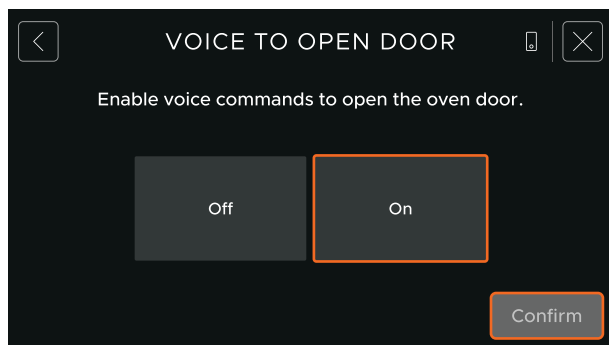 VOICE TO OPEN DOOR
Enable voice commands to open the oven door.
Off
On
Confirm